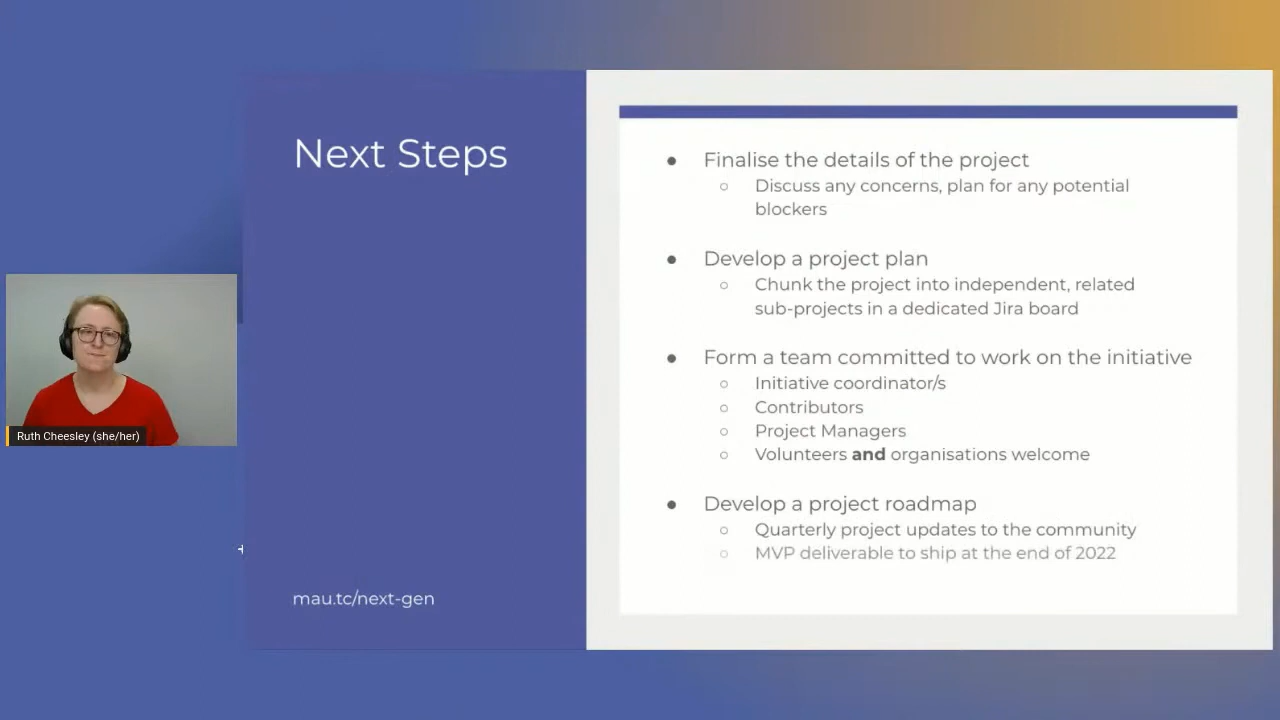 Next Steps
mau.tc/next-gen
Finalise the details of the project
Discuss any concerns, plan for any potential
blockers
Develop a project plan
Chunk the project into independent, related
sub-projects in a dedicated Jira board
Form a team committed to work on the initiative
Initiative coordinator/s
Contributors
Project Managers
Volunteers and organisations welcome
Develop a project roadmap
Quarterly project updates to the community
MVP deliverable to ship at the end of 2022
Ruth Cheesley (she/her)